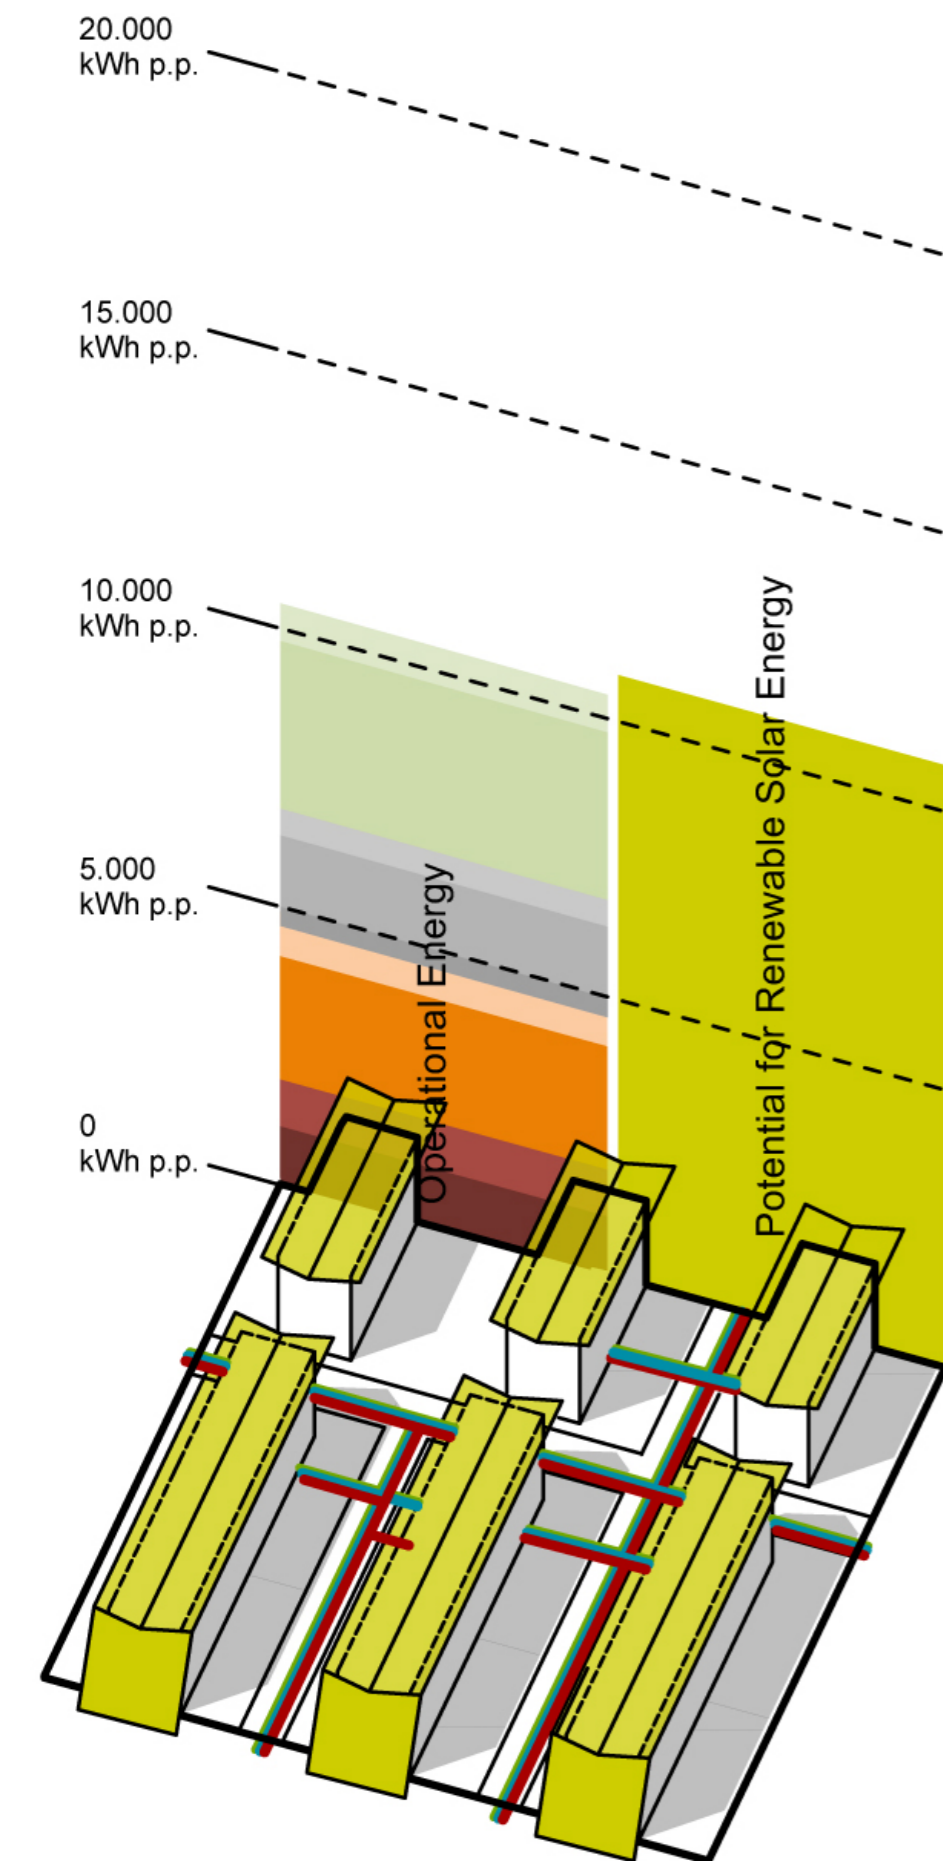 20.000
kWh p.p.
15.000
kWh p.p.
10.000
kWh p.p.
5.000
kWh p.p.
0
kWh p.p.
Operational Energy
Potential for Renewable Solar Energy